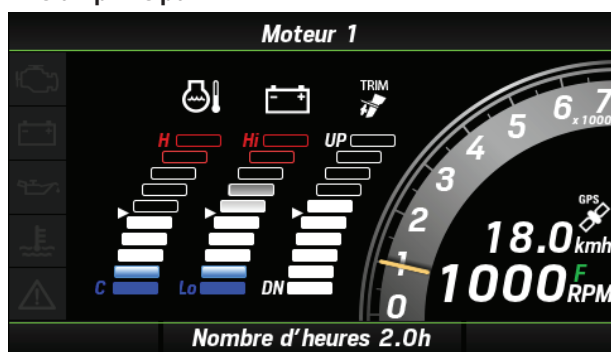 Moteur 1
TRIM
H Hi UP
C Lo DN
0 1 2 3 4 5 6 7
x 1000
GPS
18.0 kmh
1000 F RPM
Nombre d'heures 2.0h